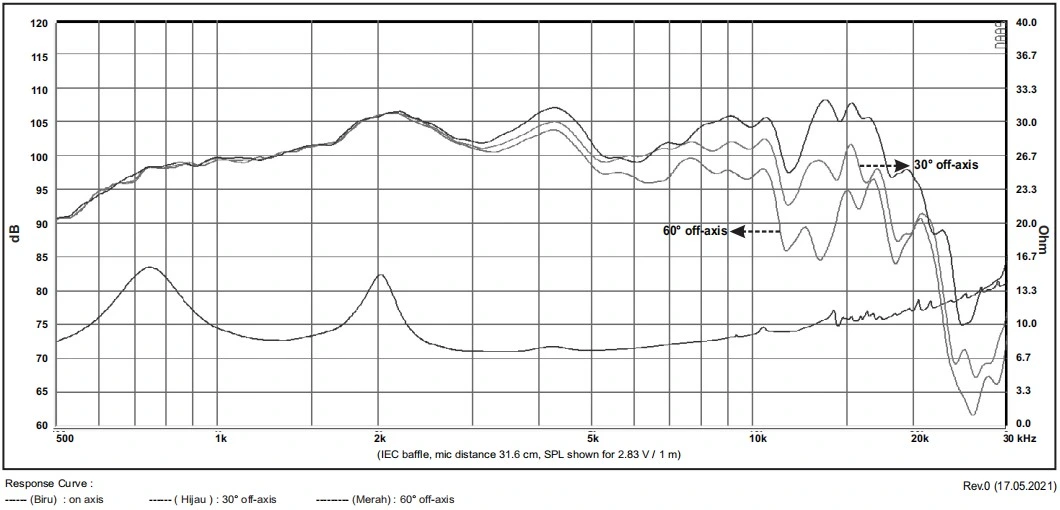 120
115
110
105
100
95
90
85
80
75
70
65
60
dB
40.0
36.7
33.3
30.0
26.7
23.3
20.0
16.7
13.3
10.0
6.7
3.3
0.0
Ohm
30° off-axis
60° off-axis
500 1k 2k 5k 10k 20k 30 kHz
(IEC baffle, mic distance 31.6 cm, SPL shown for 2.83 V / 1 m)
Response Curve :
------ (Biru) : on axis ------ ( Hijau ) : 30° off-axis --------- (Merah) : 60° off-axis
Rev.0 (17.05.2021)